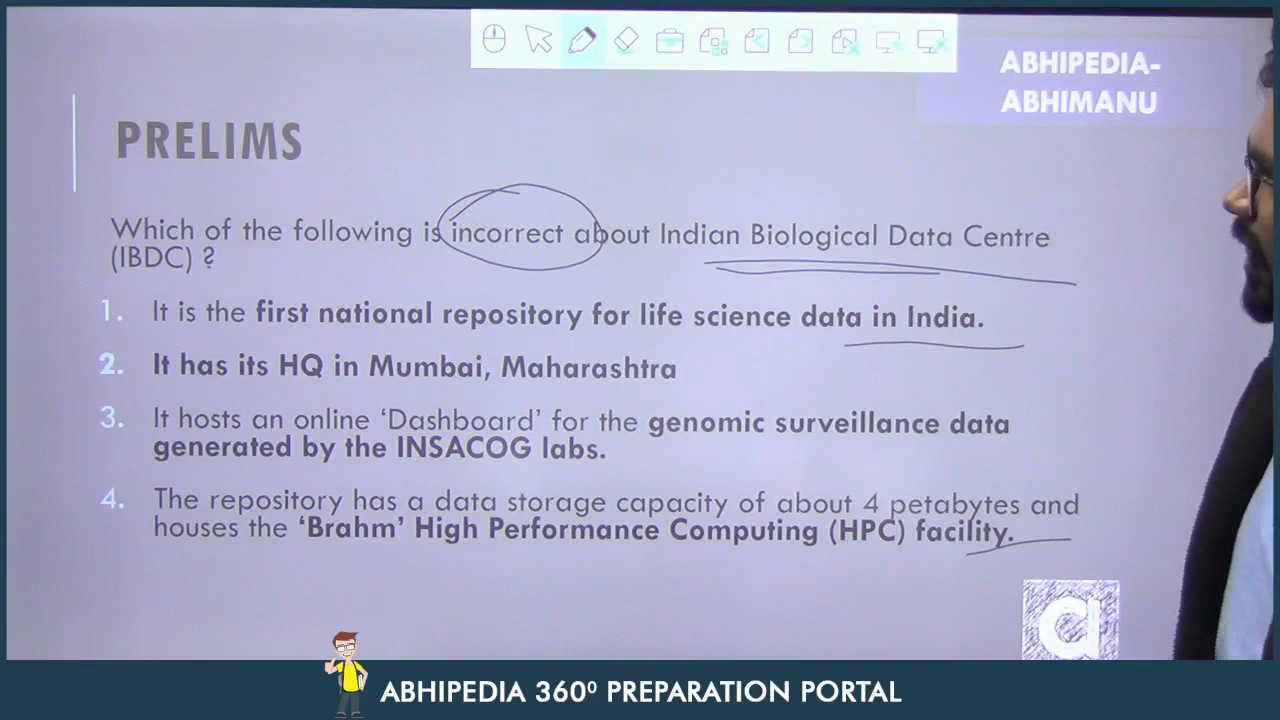 ABHIPEDIA-
ABHIMANU
PRELIMS
Which of the following is incorrect about Indian Biological Data Centre
(IBDC) ?
1. It is the first national repository for life science data in India.
2. It has its HQ in Mumbai, Maharashtra
3. It hosts an online ‘Dashboard’ for the genomic surveillance data
generated by the INSACOG labs.
4. The repository has a data storage capacity of about 4 petabytes and
houses the ‘Brahm’ High Performance Computing (HPC) facility.
a
ABHIPEDIA 360⁰ PREPARATION PORTAL